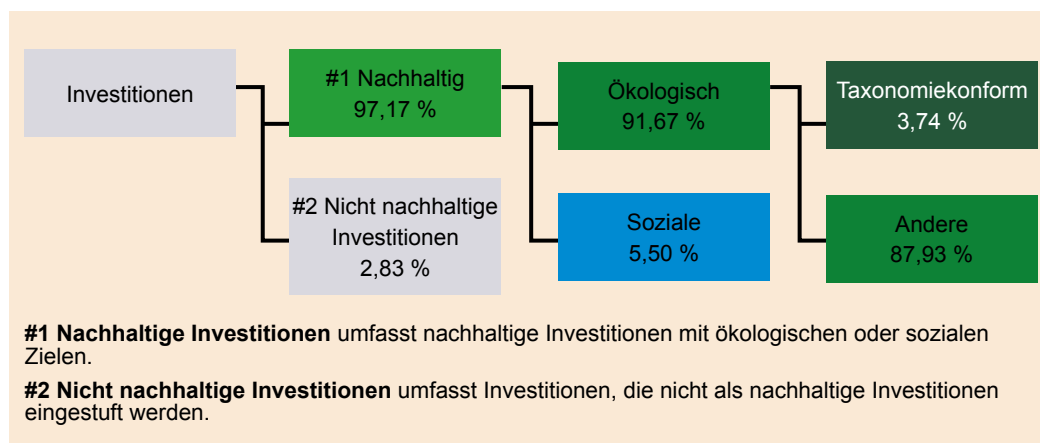 Investitionen
#1 Nachhaltig
97,17 %
Ökologisch
91,67 %
Taxonomiekonform
3,74 %
#2 Nicht nachhaltige
Investitionen
2,83 %
Soziale
5,50 %
Andere
87,93 %
#1 Nachhaltige Investitionen umfasst nachhaltige Investitionen mit ökologischen oder sozialen
Zielen.
#2 Nicht nachhaltige Investitionen umfasst Investitionen, die nicht als nachhaltige Investitionen
eingestuft werden.